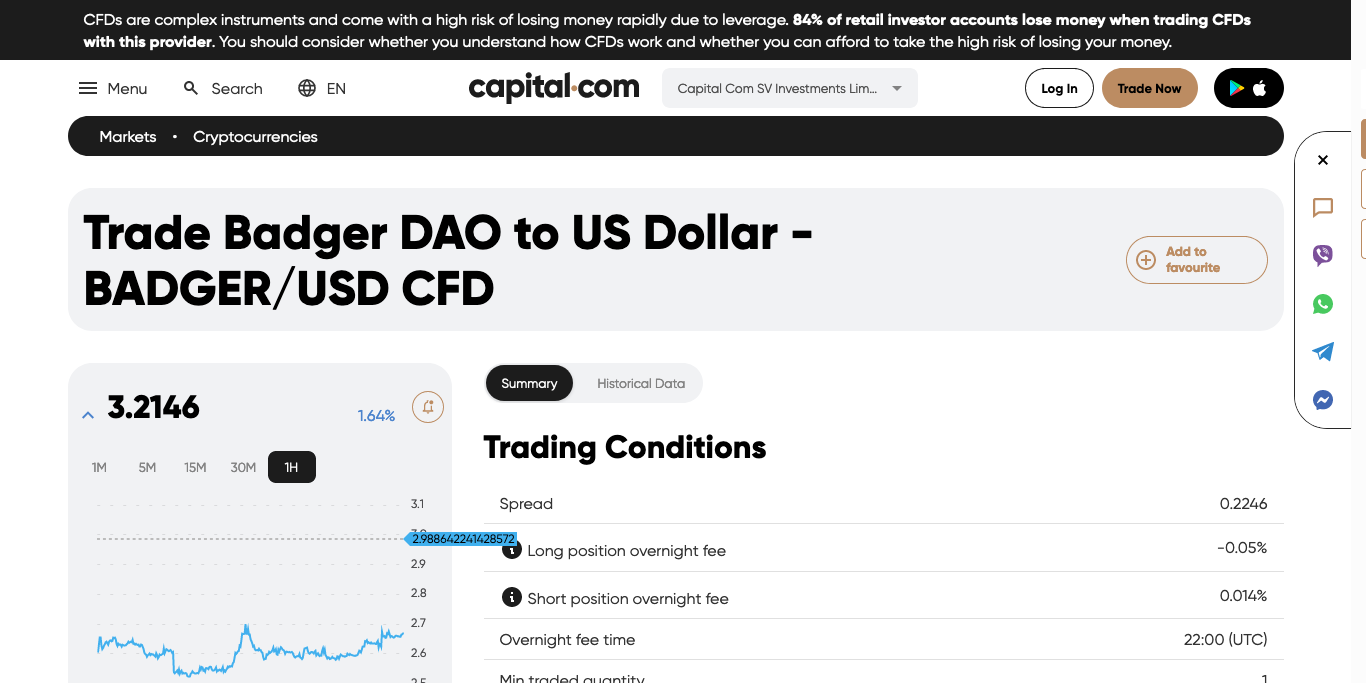 CFDs are complex instruments and come with a high risk of losing money rapidly due to leverage. 84% of retail investor accounts lose money when trading CFDs
with this provider. You should consider whether you understand how CFDs work and whether you can afford to take the high risk of losing your money.
Menu
Search
EN
capital.com
Capital Com SV Investments Lim...
Log In
Trade Now
Markets • Cryptocurrencies
Trade Badger DAO to US Dollar -
BADGER/USD CFD
Add to
favourite
3.2146
1.64%
1M 5M 15M 30M 1H
3.1
2.988642241428572
2.9
2.8
2.7
2.6
Summary
Historical Data
Trading Conditions
Spread 0.2246
Long position overnight fee -0.05%
Short position overnight fee 0.014%
Overnight fee time 22:00 (UTC)
Min traded quantity 1